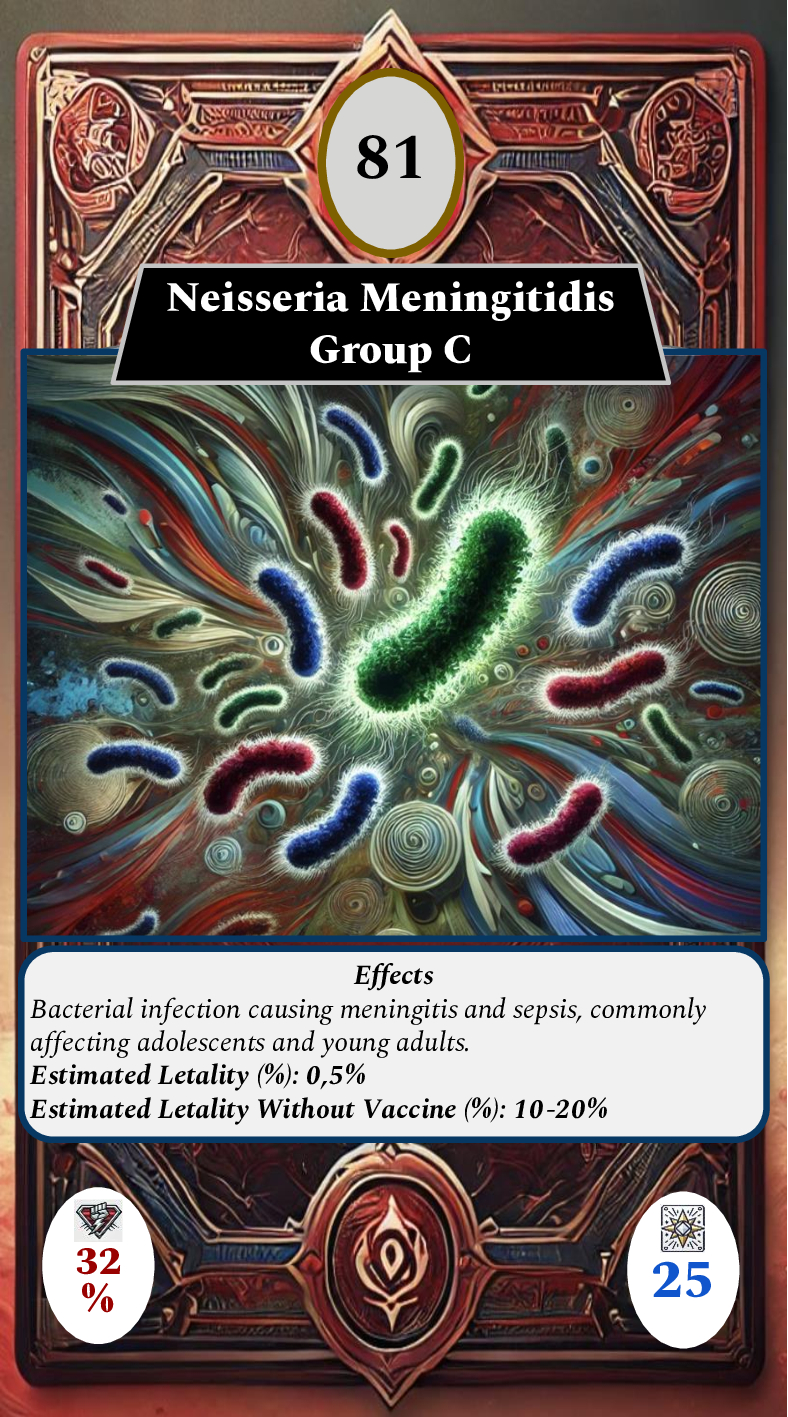 81
Neisseria Meningitidis
Group C
Effects
Bacterial infection causing meningitis and sepsis, commonly
affecting adolescents and young adults.
Estimated Letality (%): 0,5%
Estimated Letality Without Vaccine (%): 10-20%
32
%
25